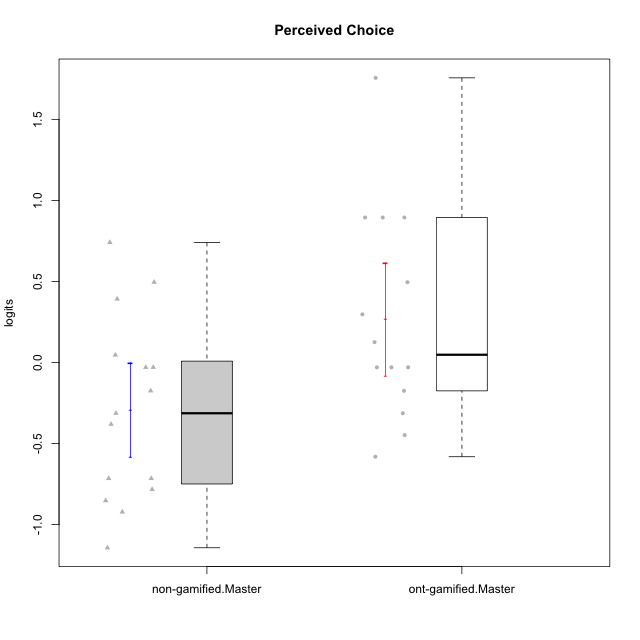 Perceived Choice
logits
1.5
1.0
0.5
0.0
-0.5
-1.0
non-gamified.Master
ont-gamified.Master